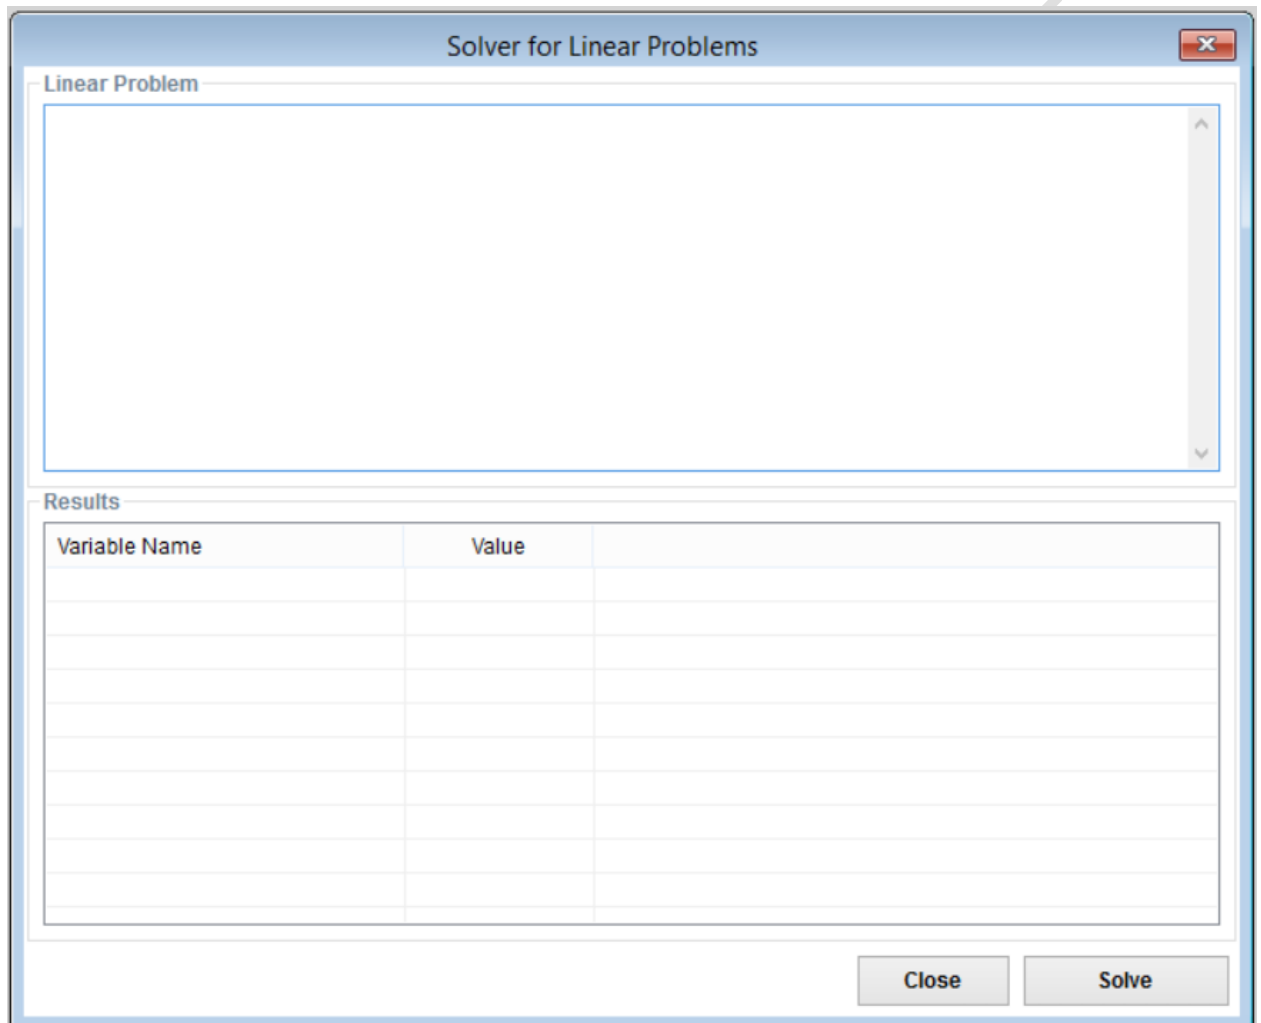 Solver for Linear Problems
Linear Problem
Results
Variable Name Value
Close Solve